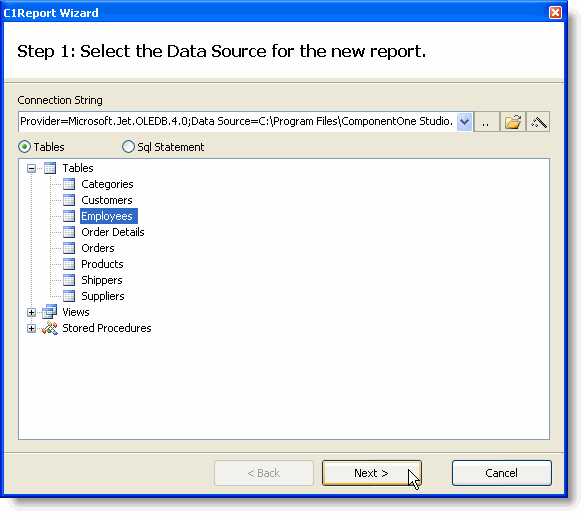 C1Report Wizard
Step 1: Select the Data Source for the new report.
Connection String
Provider=Microsoft.Jet.OLEDB.4.0;Data Source=C:\Program Files\ComponentOne Studio.
..
Tables
Sql Statement
Tables
Categories
Customers
Employees
Order Details
Orders
Products
Shippers
Suppliers
Views
Stored Procedures
< Back
Next >
Cancel